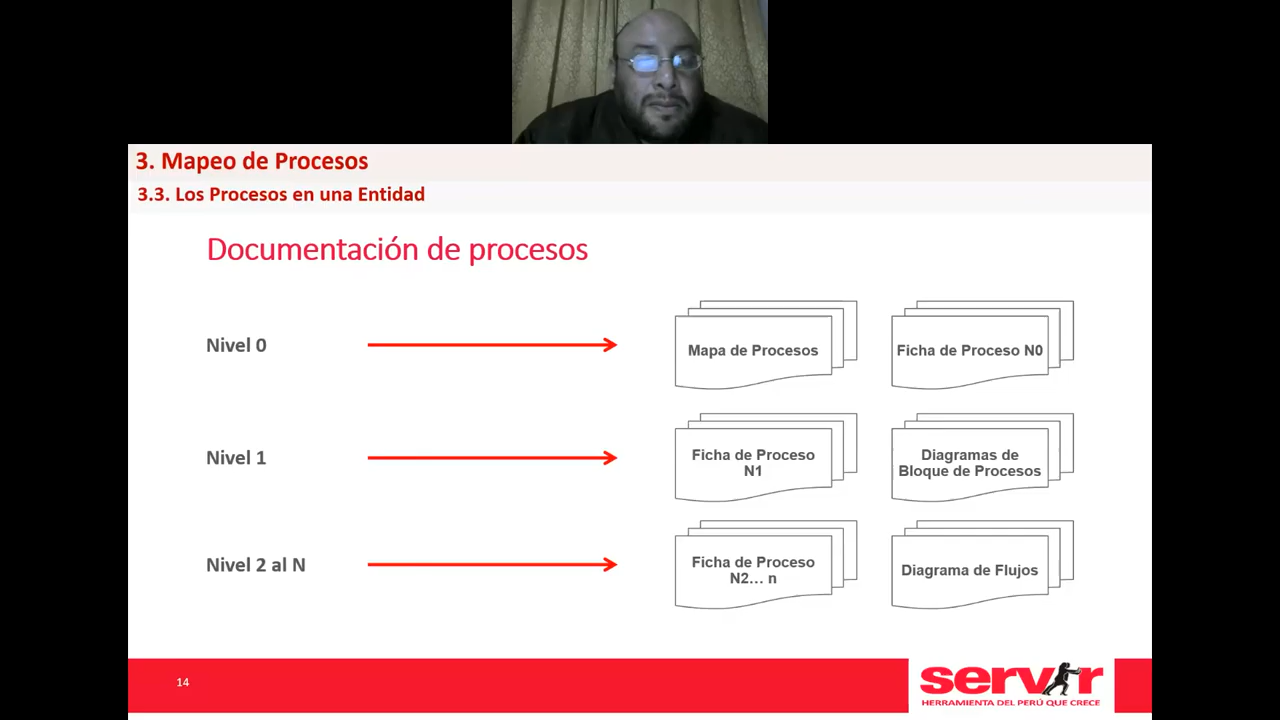 3. Mapeo de Procesos
3.3. Los Procesos en una Entidad
Documentación de procesos
Nivel 0
Mapa de Procesos
Ficha de Proceso N0
Nivel 1
Ficha de Proceso
N1
Diagramas de
Bloque de Procesos
Nivel 2 al N
Ficha de Proceso
N2... n
Diagrama de Flujos
14
servir
HERRAMIENTA DEL PERÚ QUE CRECE